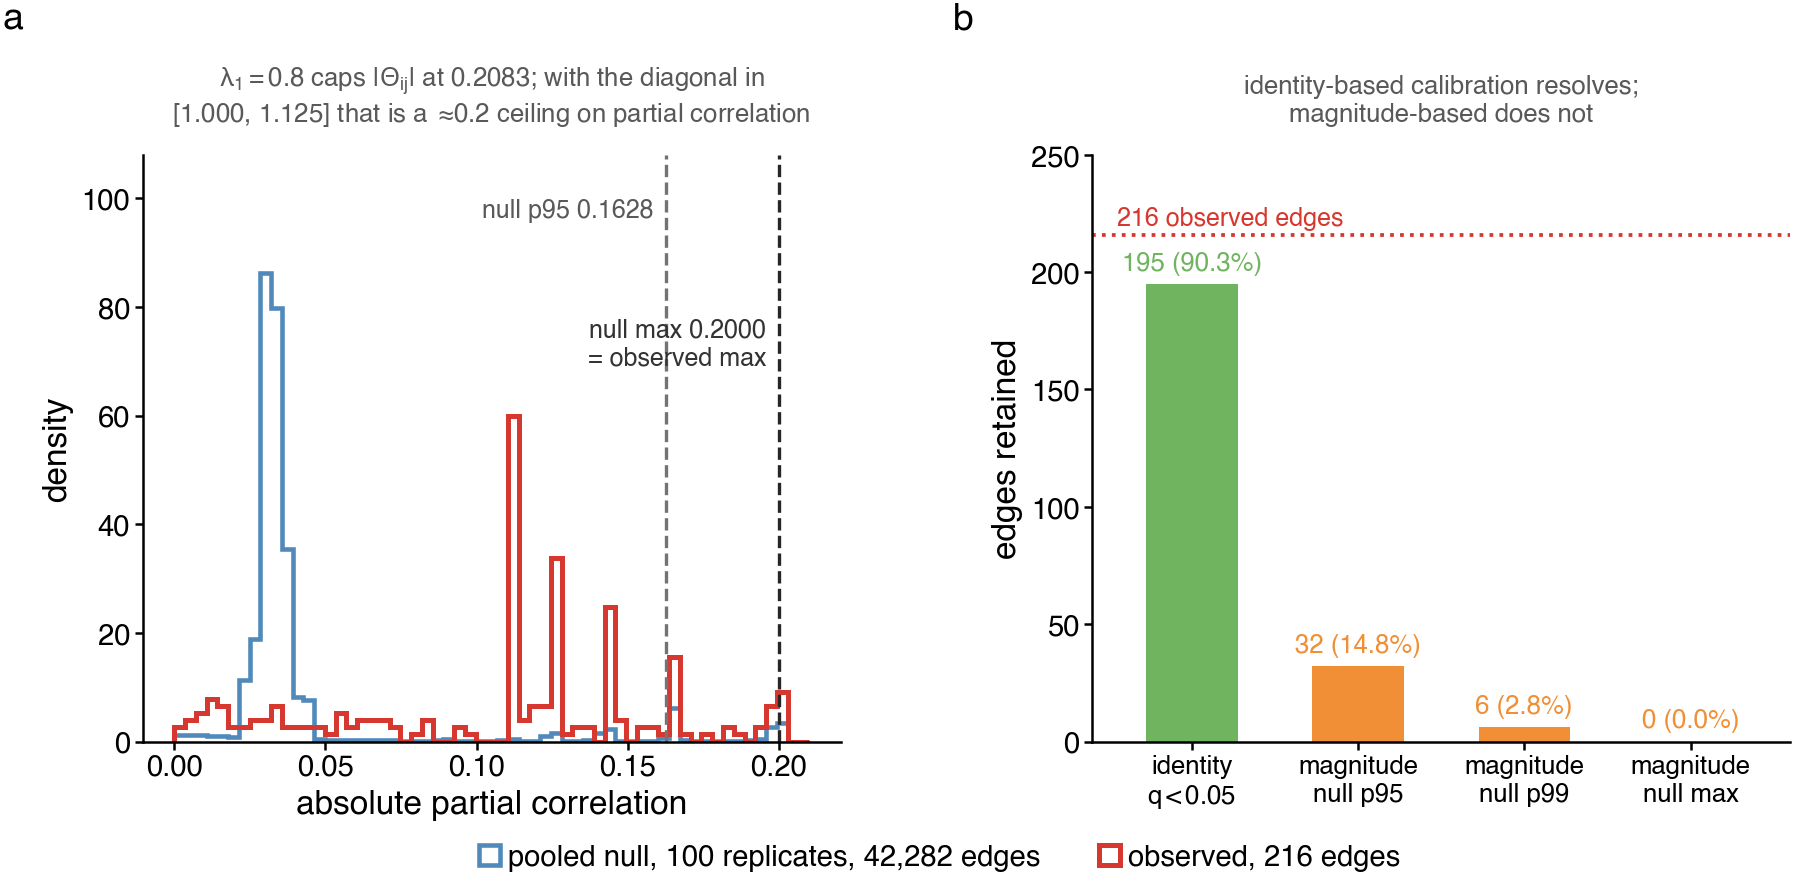 a
λ₁ = 0.8 caps |Θᵢⱼ| at 0.2083; with the diagonal in
[1.000, 1.125] that is a ≈0.2 ceiling on partial correlation
density
100
80
60
40
20
0
null p95 0.1628
null max 0.2000
= observed max
0.00
0.05
0.10
0.15
0.20
absolute partial correlation
b
identity-based calibration resolves;
magnitude-based does not
edges retained
250
200
150
100
50
0
216 observed edges
195 (90.3%)
32 (14.8%)
6 (2.8%)
0 (0.0%)
identity
q<0.05
magnitude
null p95
magnitude
null p99
magnitude
null max
pooled null, 100 replicates, 42,282 edges
observed, 216 edges